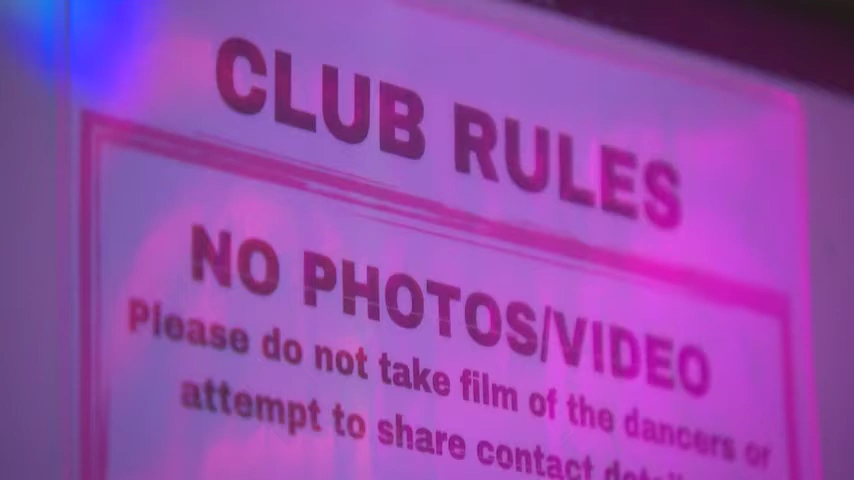 CLUB RULES
NO PHOTOS/VIDEO
Please do not take film of the dancers or
attempt to share contact